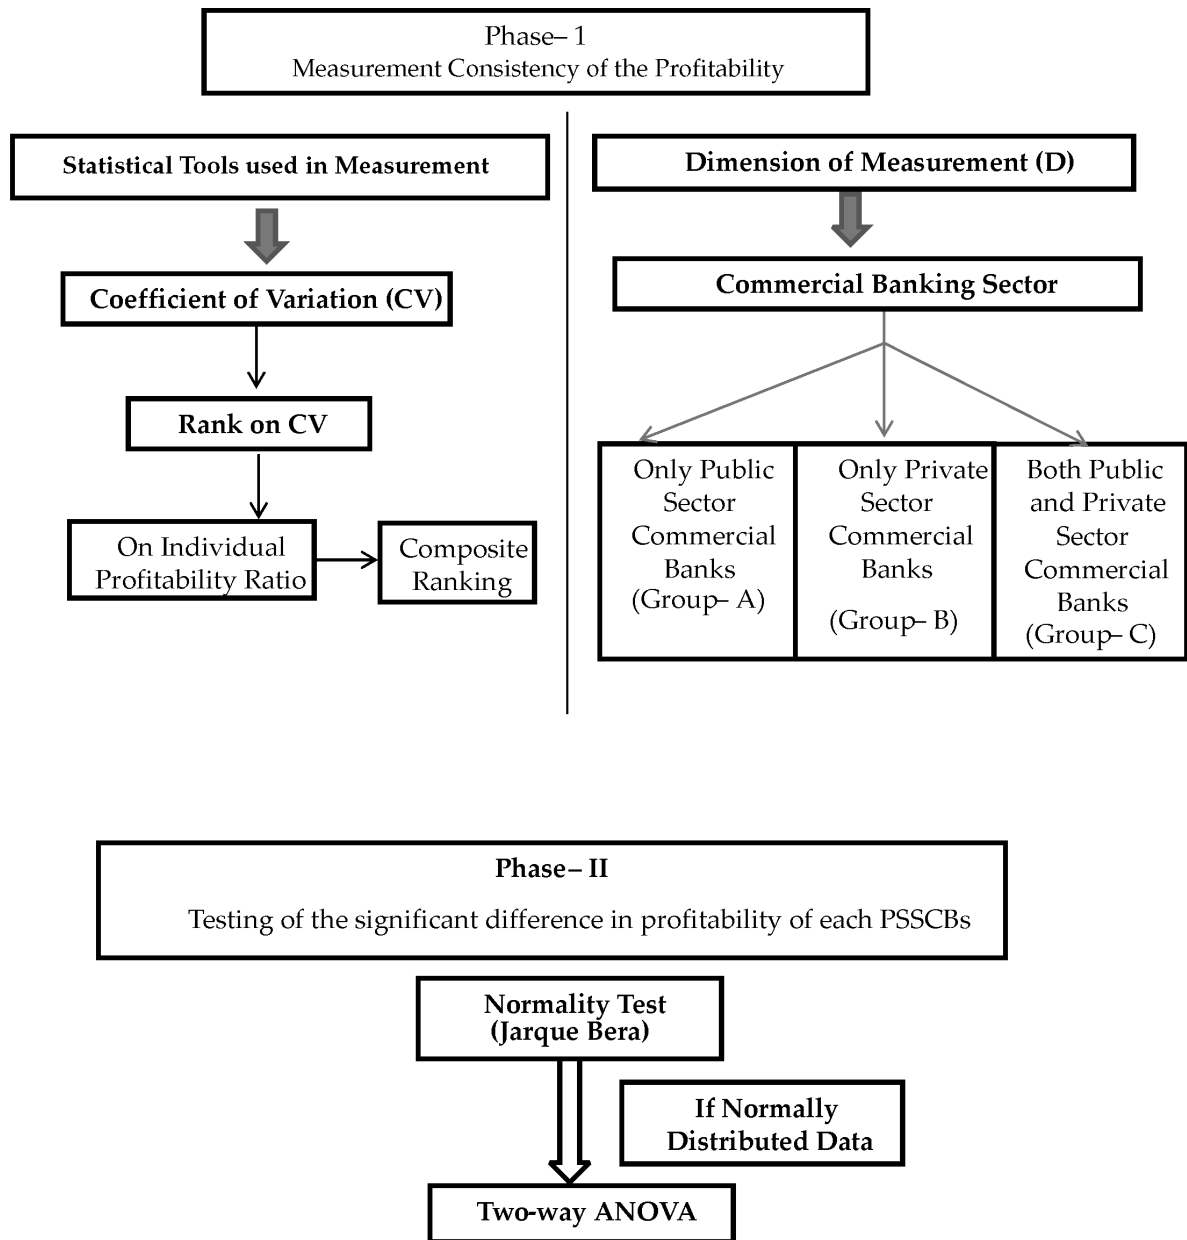 Phase– 1
Measurement Consistency of the Profitability
Statistical Tools used in Measurement
Coefficient of Variation (CV)
Rank on CV
On Individual
Profitability Ratio
Composite
Ranking
Dimension of Measurement (D)
Commercial Banking Sector
Only Public
Sector
Commercial
Banks
(Group– A)
Only Private
Sector
Commercial
Banks
(Group– B)
Both Public
and Private
Sector
Commercial
Banks
(Group– C)
Phase– II
Testing of the significant difference in profitability of each PSSCBs
Normality Test
(Jarque Bera)
If Normally
Distributed Data
Two-way ANOVA